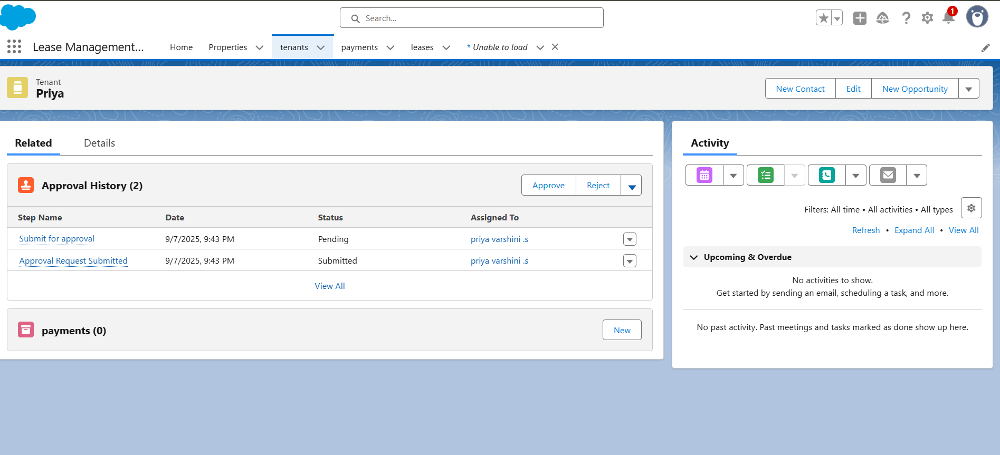 Search...
1
Lease Management... Home Properties tenants payments leases * Unable to load
Tenant
Priya
New Contact Edit New Opportunity
Related Details
Approval History (2) Approve Reject
Step Name Date Status Assigned To
Submit for approval 9/7/2025, 9:43 PM Pending priya varshini .s
Approval Request Submitted 9/7/2025, 9:43 PM Submitted priya varshini .s
View All
payments (0) New
Activity
Filters: All time • All activities • All types
Refresh • Expand All • View All
Upcoming & Overdue
No activities to show.
Get started by sending an email, scheduling a task, and more.
No past activity. Past meetings and tasks marked as done show up here.